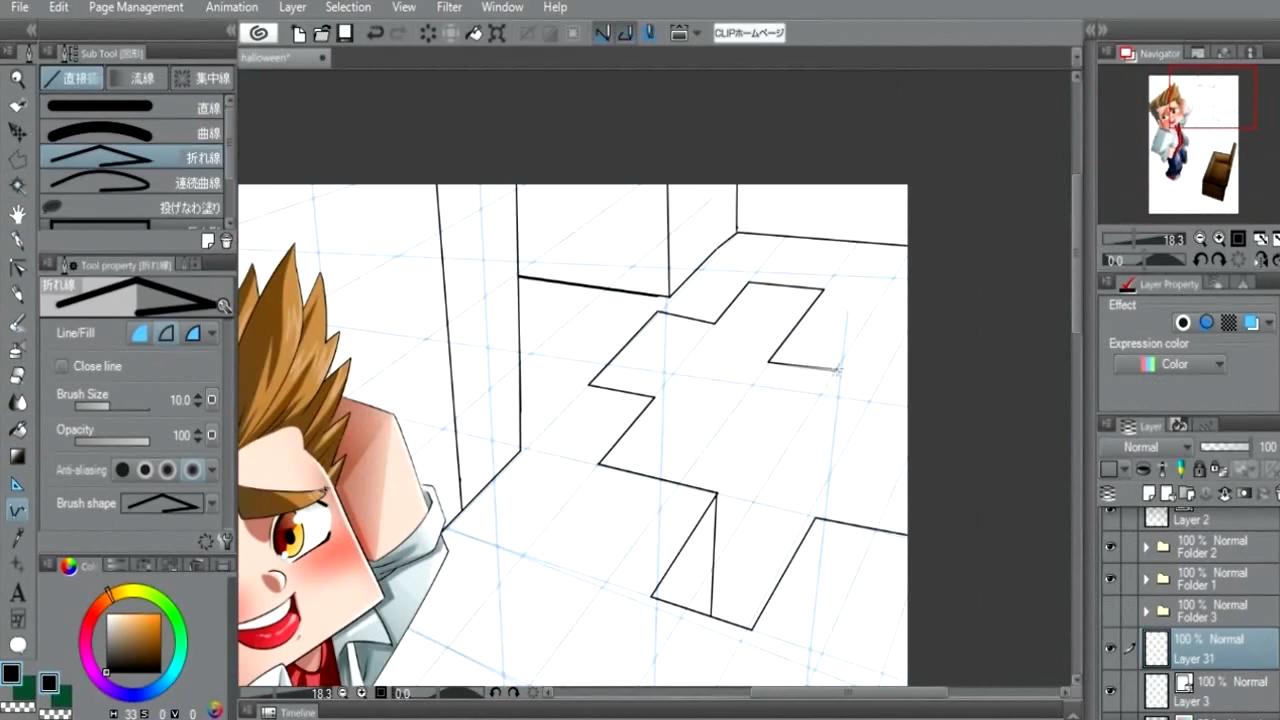 File Edit Page Management Animation Layer Selection View Filter Window Help
CLIPホームページ
Sub Tool [図形]
halloween*
Navigator
流線
集中線
直線
曲線
折れ線
連続曲線
投げなわ塗り
18.3
0.0
Tool property [折れ線]
折れ線
Layer Property
Effect
Line/Fill
Close line
Expression color
Color
Brush Size 10.0
Opacity 100
Layer
Anti-aliasing
Normal 100
Brush shape
Layer 2
100 % Normal
Folder 2
100 % Normal
Folder 1
100 % Normal
Folder 3
100 % Normal
Layer 31
100 % Normal
Layer 3
18.3 0.0
H 33 S 0 V 0
Timeline